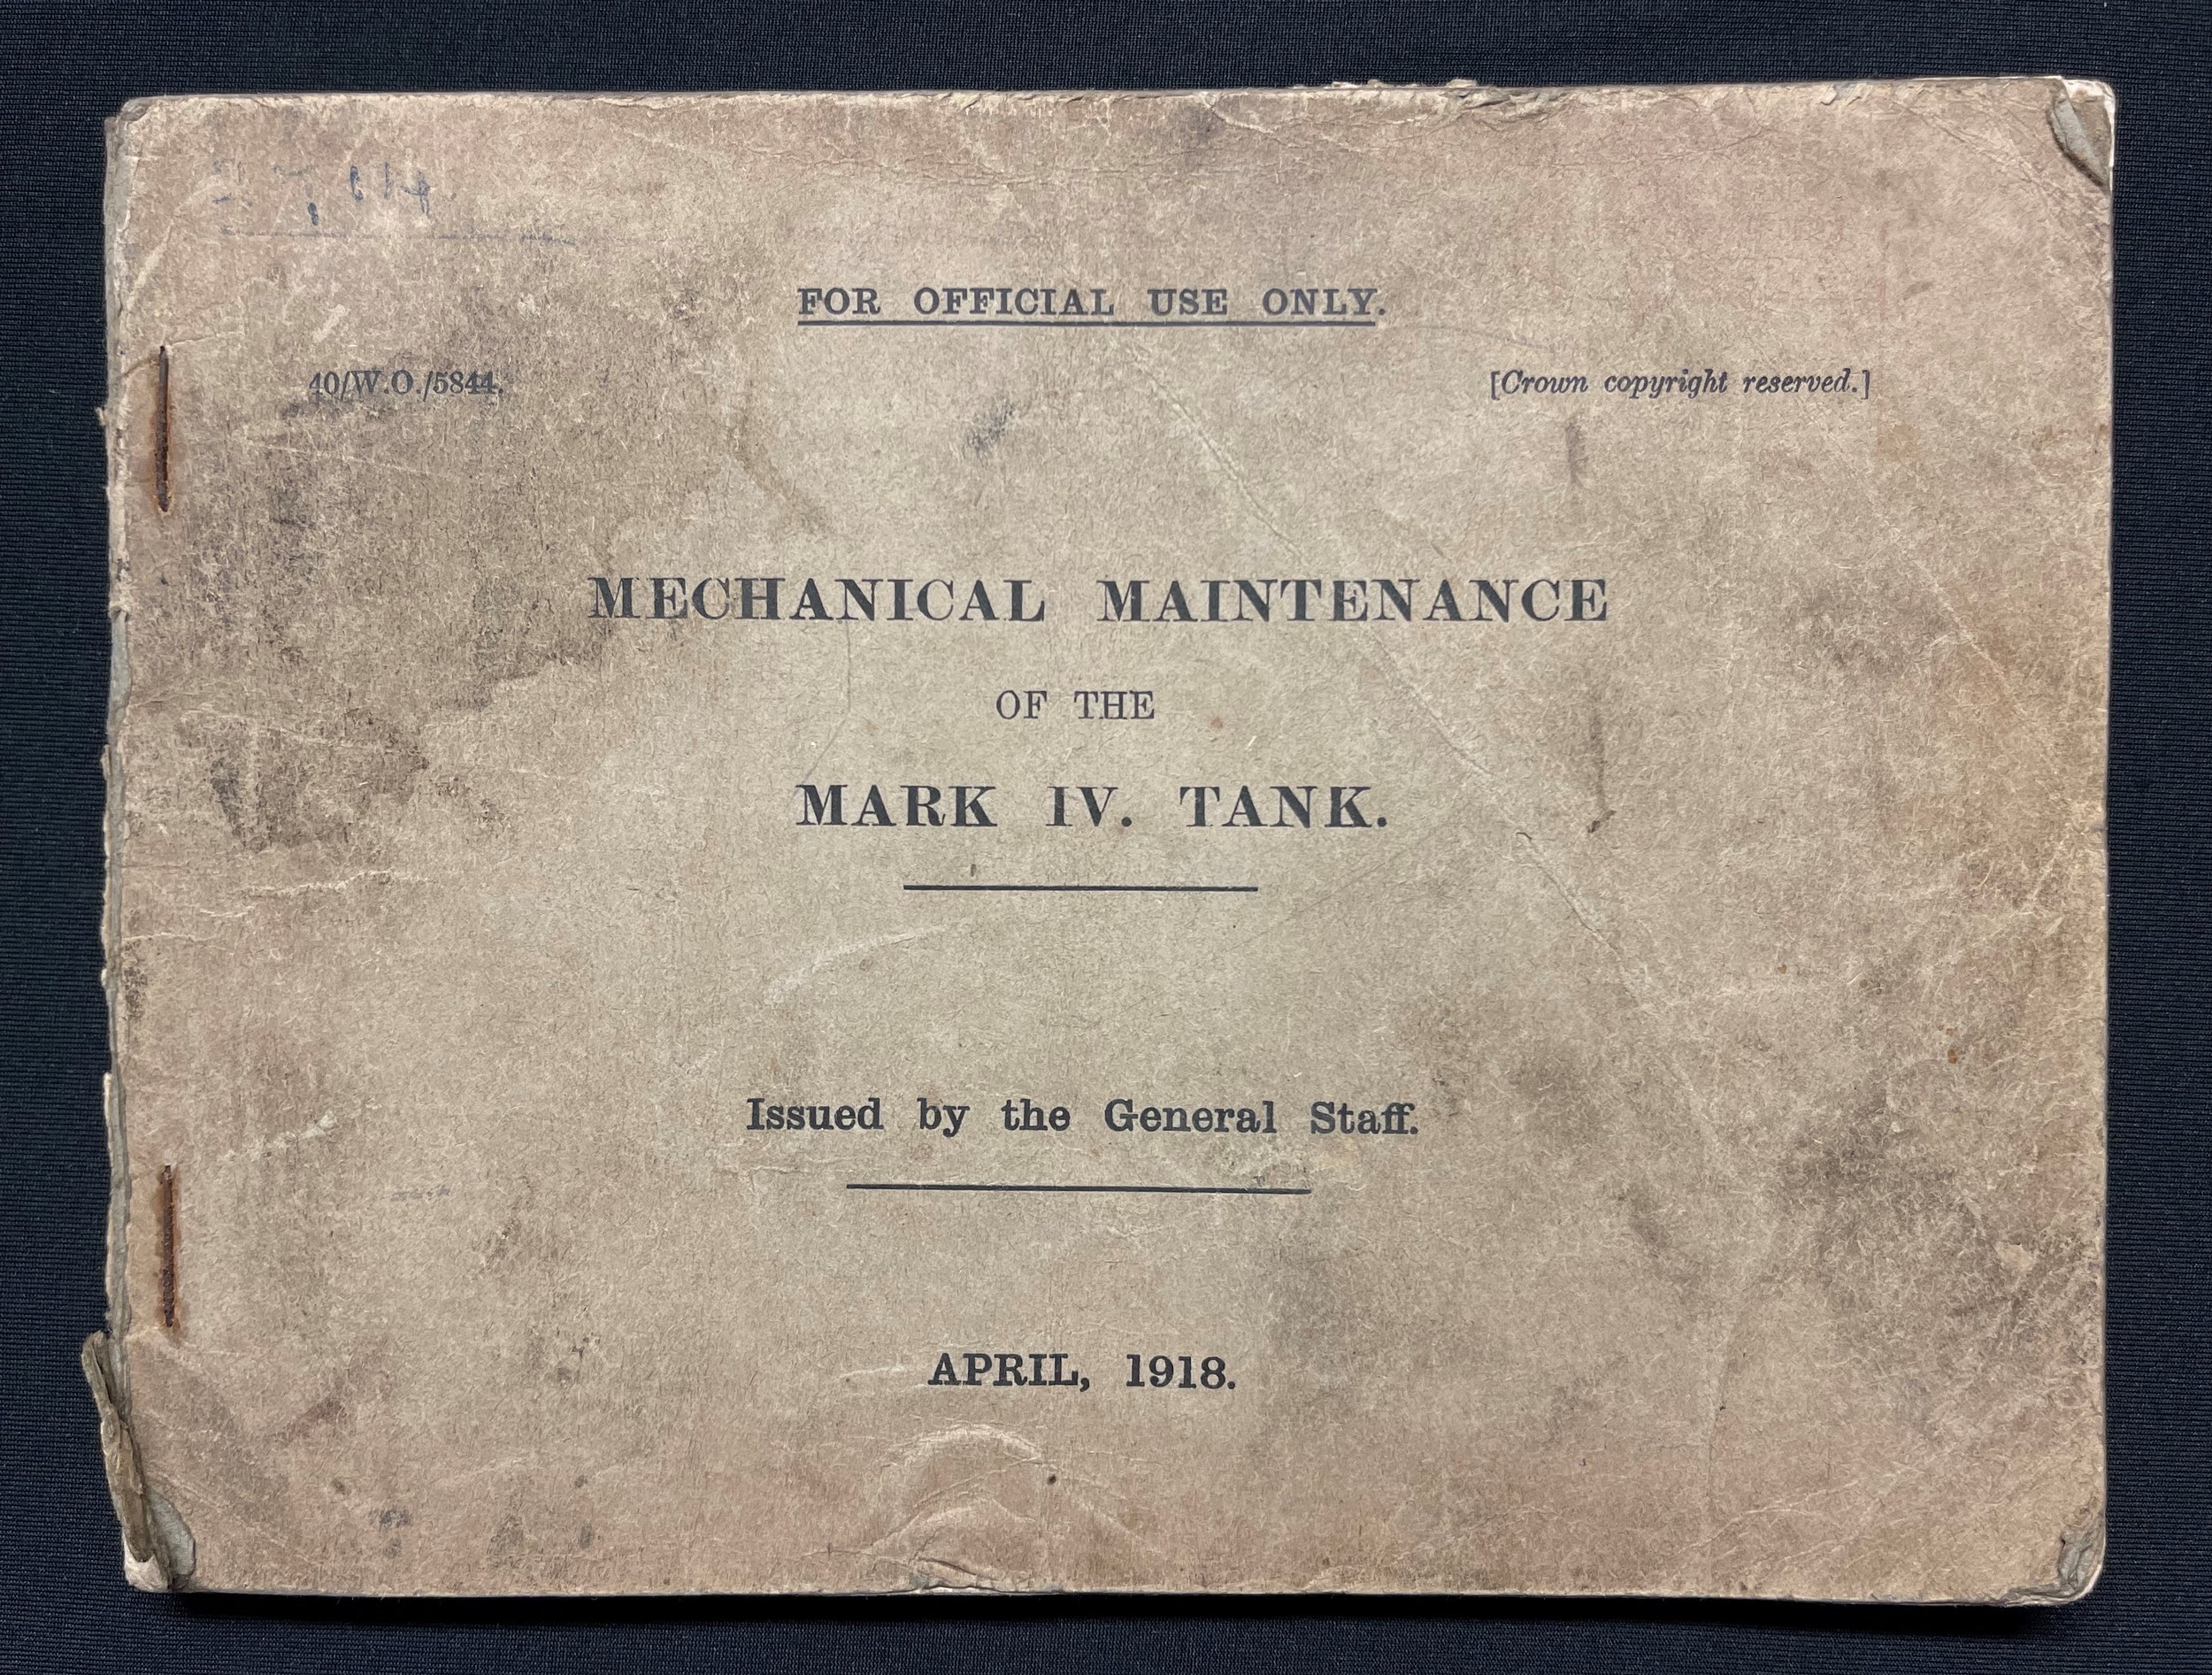 FOR OFFICIAL USE ONLY.
40/W.O./5844.
[Crown copyright reserved.]
MECHANICAL MAINTENANCE
OF THE
MARK IV. TANK.
Issued by the General Staff.
APRIL, 1918.